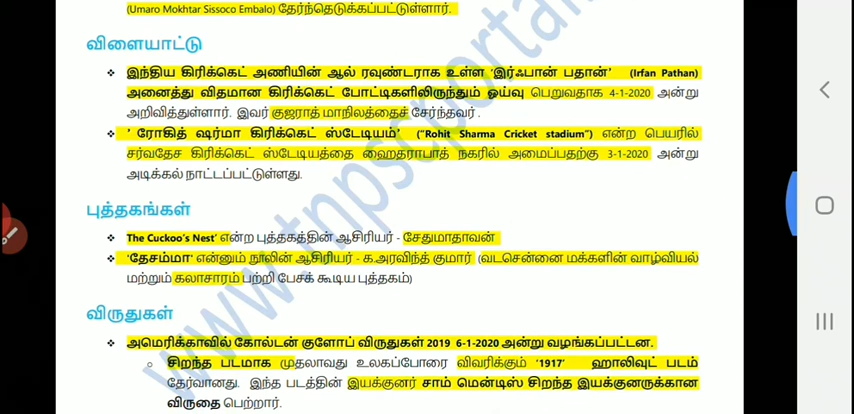 (Umaro Mokhtar Sissoco Embalo) தேர்ந்தெடுக்கப்பட்டுள்ளார்.
விளையாட்டு
❖ இந்திய கிரிக்கெட் அணியின் ஆல் ரவுண்டராக உள்ள 'இர்ஃபான் பதான்' (Irfan Pathan)
அனைத்து விதமான கிரிக்கெட் போட்டிகளிலிருந்தும் ஓய்வு பெறுவதாக 4-1-2020 அன்று
அறிவித்துள்ளார். இவர் குஜராத் மாநிலத்தைச் சேர்ந்தவர்.
❖ ' ரோகித் ஷர்மா கிரிக்கெட் ஸ்டேடியம்' ("Rohit Sharma Cricket stadium") என்ற பெயரில்
சர்வதேச கிரிக்கெட் ஸ்டேடியத்தை ஹைதராபாத் நகரில் அமைப்பதற்கு 3-1-2020 அன்று
அடிக்கல் நாட்டப்பட்டுள்ளது.
புத்தகங்கள்
❖ The Cuckoo's Nest' என்ற புத்தகத்தின் ஆசிரியர் - சேதுமாதாவன்
❖ 'தேசம்மா' என்னும் நூலின் ஆசிரியர் - க.அரவிந்த் குமார் (வடசென்னை மக்களின் வாழ்வியல்
மற்றும் கலாசாரம் பற்றி பேசக் கூடிய புத்தகம்)
விருதுகள்
❖ அமெரிக்காவில் கோல்டன் குளோப் விருதுகள் 2019 6-1-2020 அன்று வழங்கப்பட்டன.
o சிறந்த படமாக முதலாவது உலகப்போரை விவரிக்கும் '1917' ஹாலிவுட் படம்
தேர்வானது. இந்த படத்தின் இயக்குனர் சாம் மென்டிஸ் சிறந்த இயக்குனருக்கான
விருதை பெற்றார்.
www.tnpscportal.